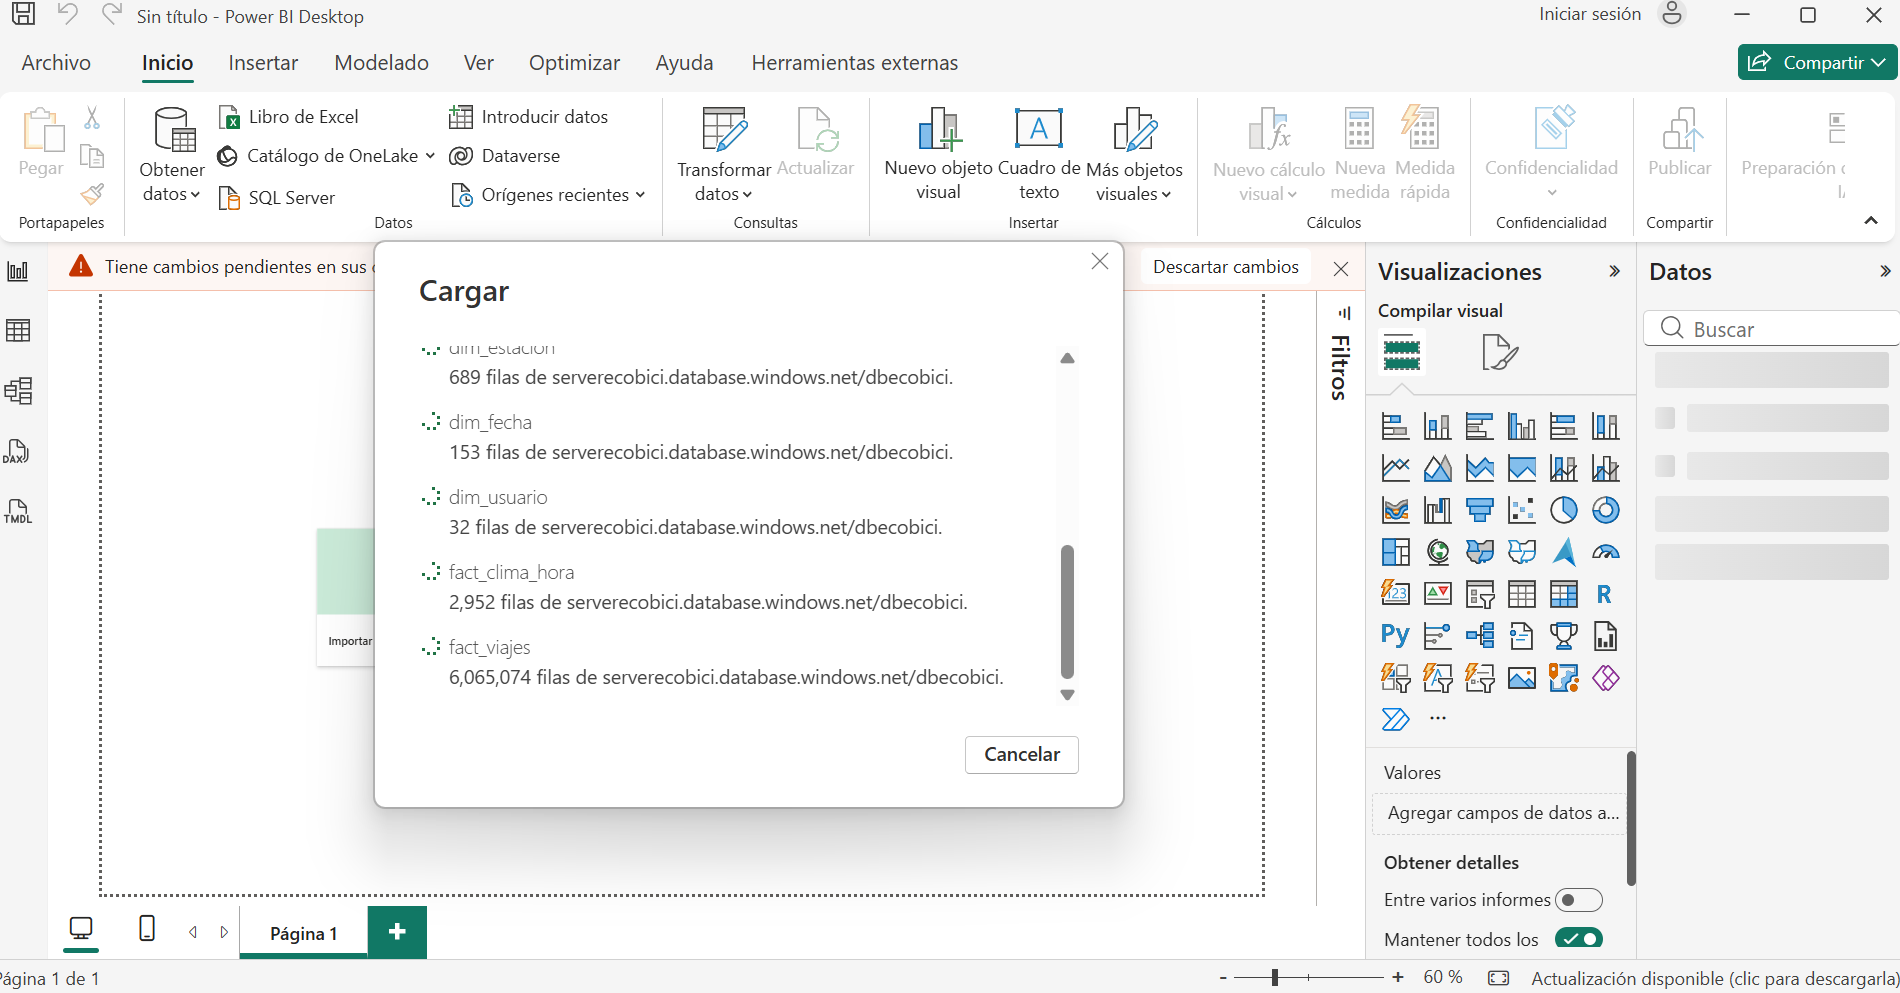 Sin título - Power BI Desktop
Iniciar sesión
Archivo
Inicio
Insertar
Modelado
Ver
Optimizar
Ayuda
Herramientas externas
Compartir
Pegar
Portapapeles
Obtener
datos
Libro de Excel
Catálogo de OneLake
SQL Server
Introducir datos
Dataverse
Orígenes recientes
Datos
Transformar
datos
Actualizar
Consultas
Nuevo objeto
visual
Cuadro de
texto
Más objetos
visuales
Insertar
Nuevo cálculo
visual
Nueva
medida
Medida
rápida
Cálculos
Confidencialidad
Confidencialidad
Publicar
Compartir
Preparación
Tiene cambios pendientes en sus
Descartar cambios
Cargar
dim_estacion
689 filas de serverecobici.database.windows.net/dbecobici.
dim_fecha
153 filas de serverecobici.database.windows.net/dbecobici.
dim_usuario
32 filas de serverecobici.database.windows.net/dbecobici.
fact_clima_hora
2,952 filas de serverecobici.database.windows.net/dbecobici.
fact_viajes
6,065,074 filas de serverecobici.database.windows.net/dbecobici.
Cancelar
Importar
DAX
TMDL
Filtros
Visualizaciones
Compilar visual
123
R
Py
Valores
Agregar campos de datos a...
Obtener detalles
Entre varios informes
Mantener todos los
Datos
Buscar
Página 1
Página 1 de 1
60 %
Actualización disponible (clic para descargarla)